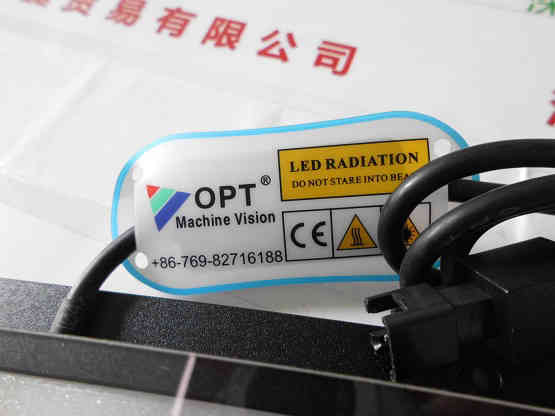 贸易有限公司
OPT®
Machine Vision
+86-769-82716188
LED RADIATION
DO NOT STARE INTO BEA
CE